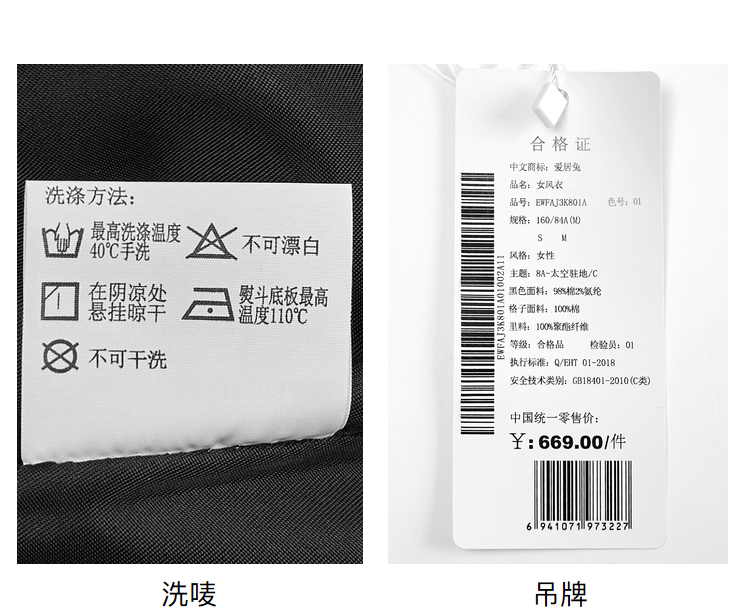 洗涤方法：
最高洗涤温度
40℃手洗
不可漂白
在阴凉处
悬挂晾干
熨斗底板最高
温度110℃
不可干洗
洗唛
合格证
中文商标：爱居兔
品名：女风衣
品号：EWFAJ3K801A 色号：01
规格：160/84A(M)
S M
风格：女性
主题：8A-太空驻地/C
黑色面料：98%棉2%氨纶
格子面料：100%棉
里料：100%聚酯纤维
等级：合格品 检验员：01
执行标准：Q/EHT 01-2018
安全技术类别：GB18401-2010(C类)
EWFAJ3K801A01002A11
中国统一零售价：
￥:669.00/件
6 941071 973227
吊牌